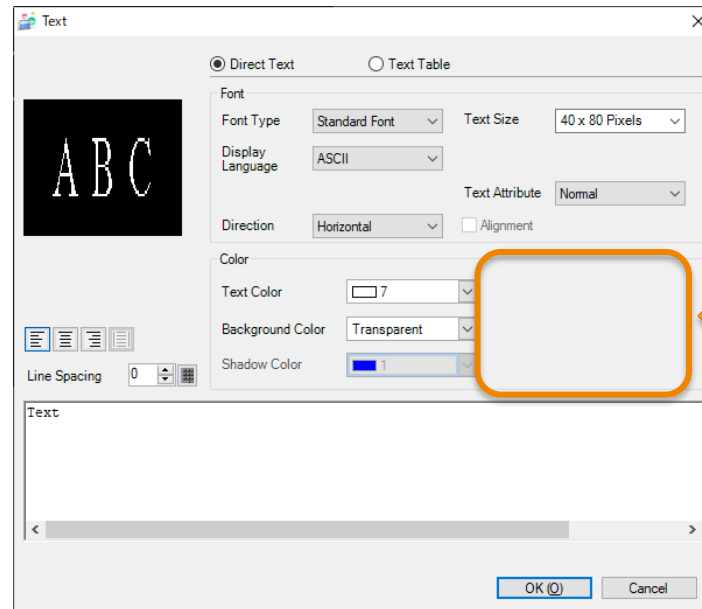 Text
Direct Text Text Table
Font
Font Type Standard Font Text Size 40 x 80 Pixels
Display Language ASCII
Text Attribute Normal
Direction Horizontal Alignment
ABC
Color
Text Color 7
Background Color Transparent
Shadow Color 1
Line Spacing 0
Text
OK (O) Cancel